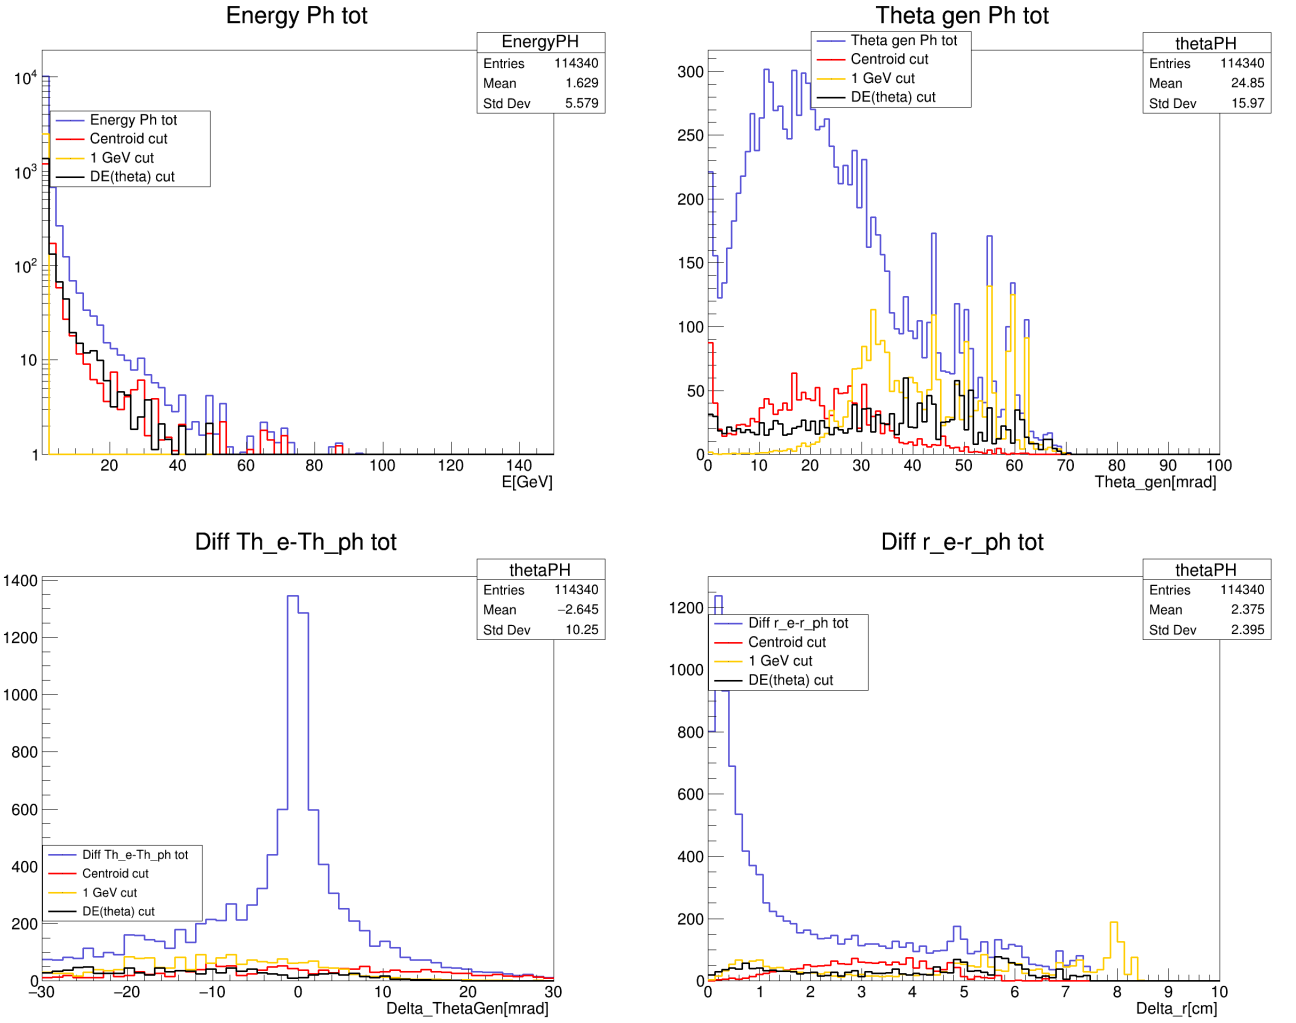 Energy Ph tot
EnergyPH
Entries 114340
Mean 1.629
Std Dev 5.579
Energy Ph tot
Centroid cut
1 GeV cut
DE(theta) cut
10^4
10^3
10^2
10
1
20 40 60 80 100 120 140
E[GeV]
Theta gen Ph tot
thetaPH
Entries 114340
Mean 24.85
Std Dev 15.97
Theta gen Ph tot
Centroid cut
1 GeV cut
DE(theta) cut
300
250
200
150
100
50
0
0 10 20 30 40 50 60 70 80 90 100
Theta_gen[mrad]
Diff Th_e-Th_ph tot
thetaPH
Entries 114340
Mean −2.645
Std Dev 10.25
1400
1200
1000
800
600
400
200
0
Diff Th_e-Th_ph tot
Centroid cut
1 GeV cut
DE(theta) cut
−30 −20 −10 0 10 20 30
Delta_ThetaGen[mrad]
Diff r_e-r_ph tot
thetaPH
Entries 114340
Mean 2.375
Std Dev 2.395
Diff r_e-r_ph tot
Centroid cut
1 GeV cut
DE(theta) cut
1200
1000
800
600
400
200
0
0 1 2 3 4 5 6 7 8 9 10
Delta_r[cm]